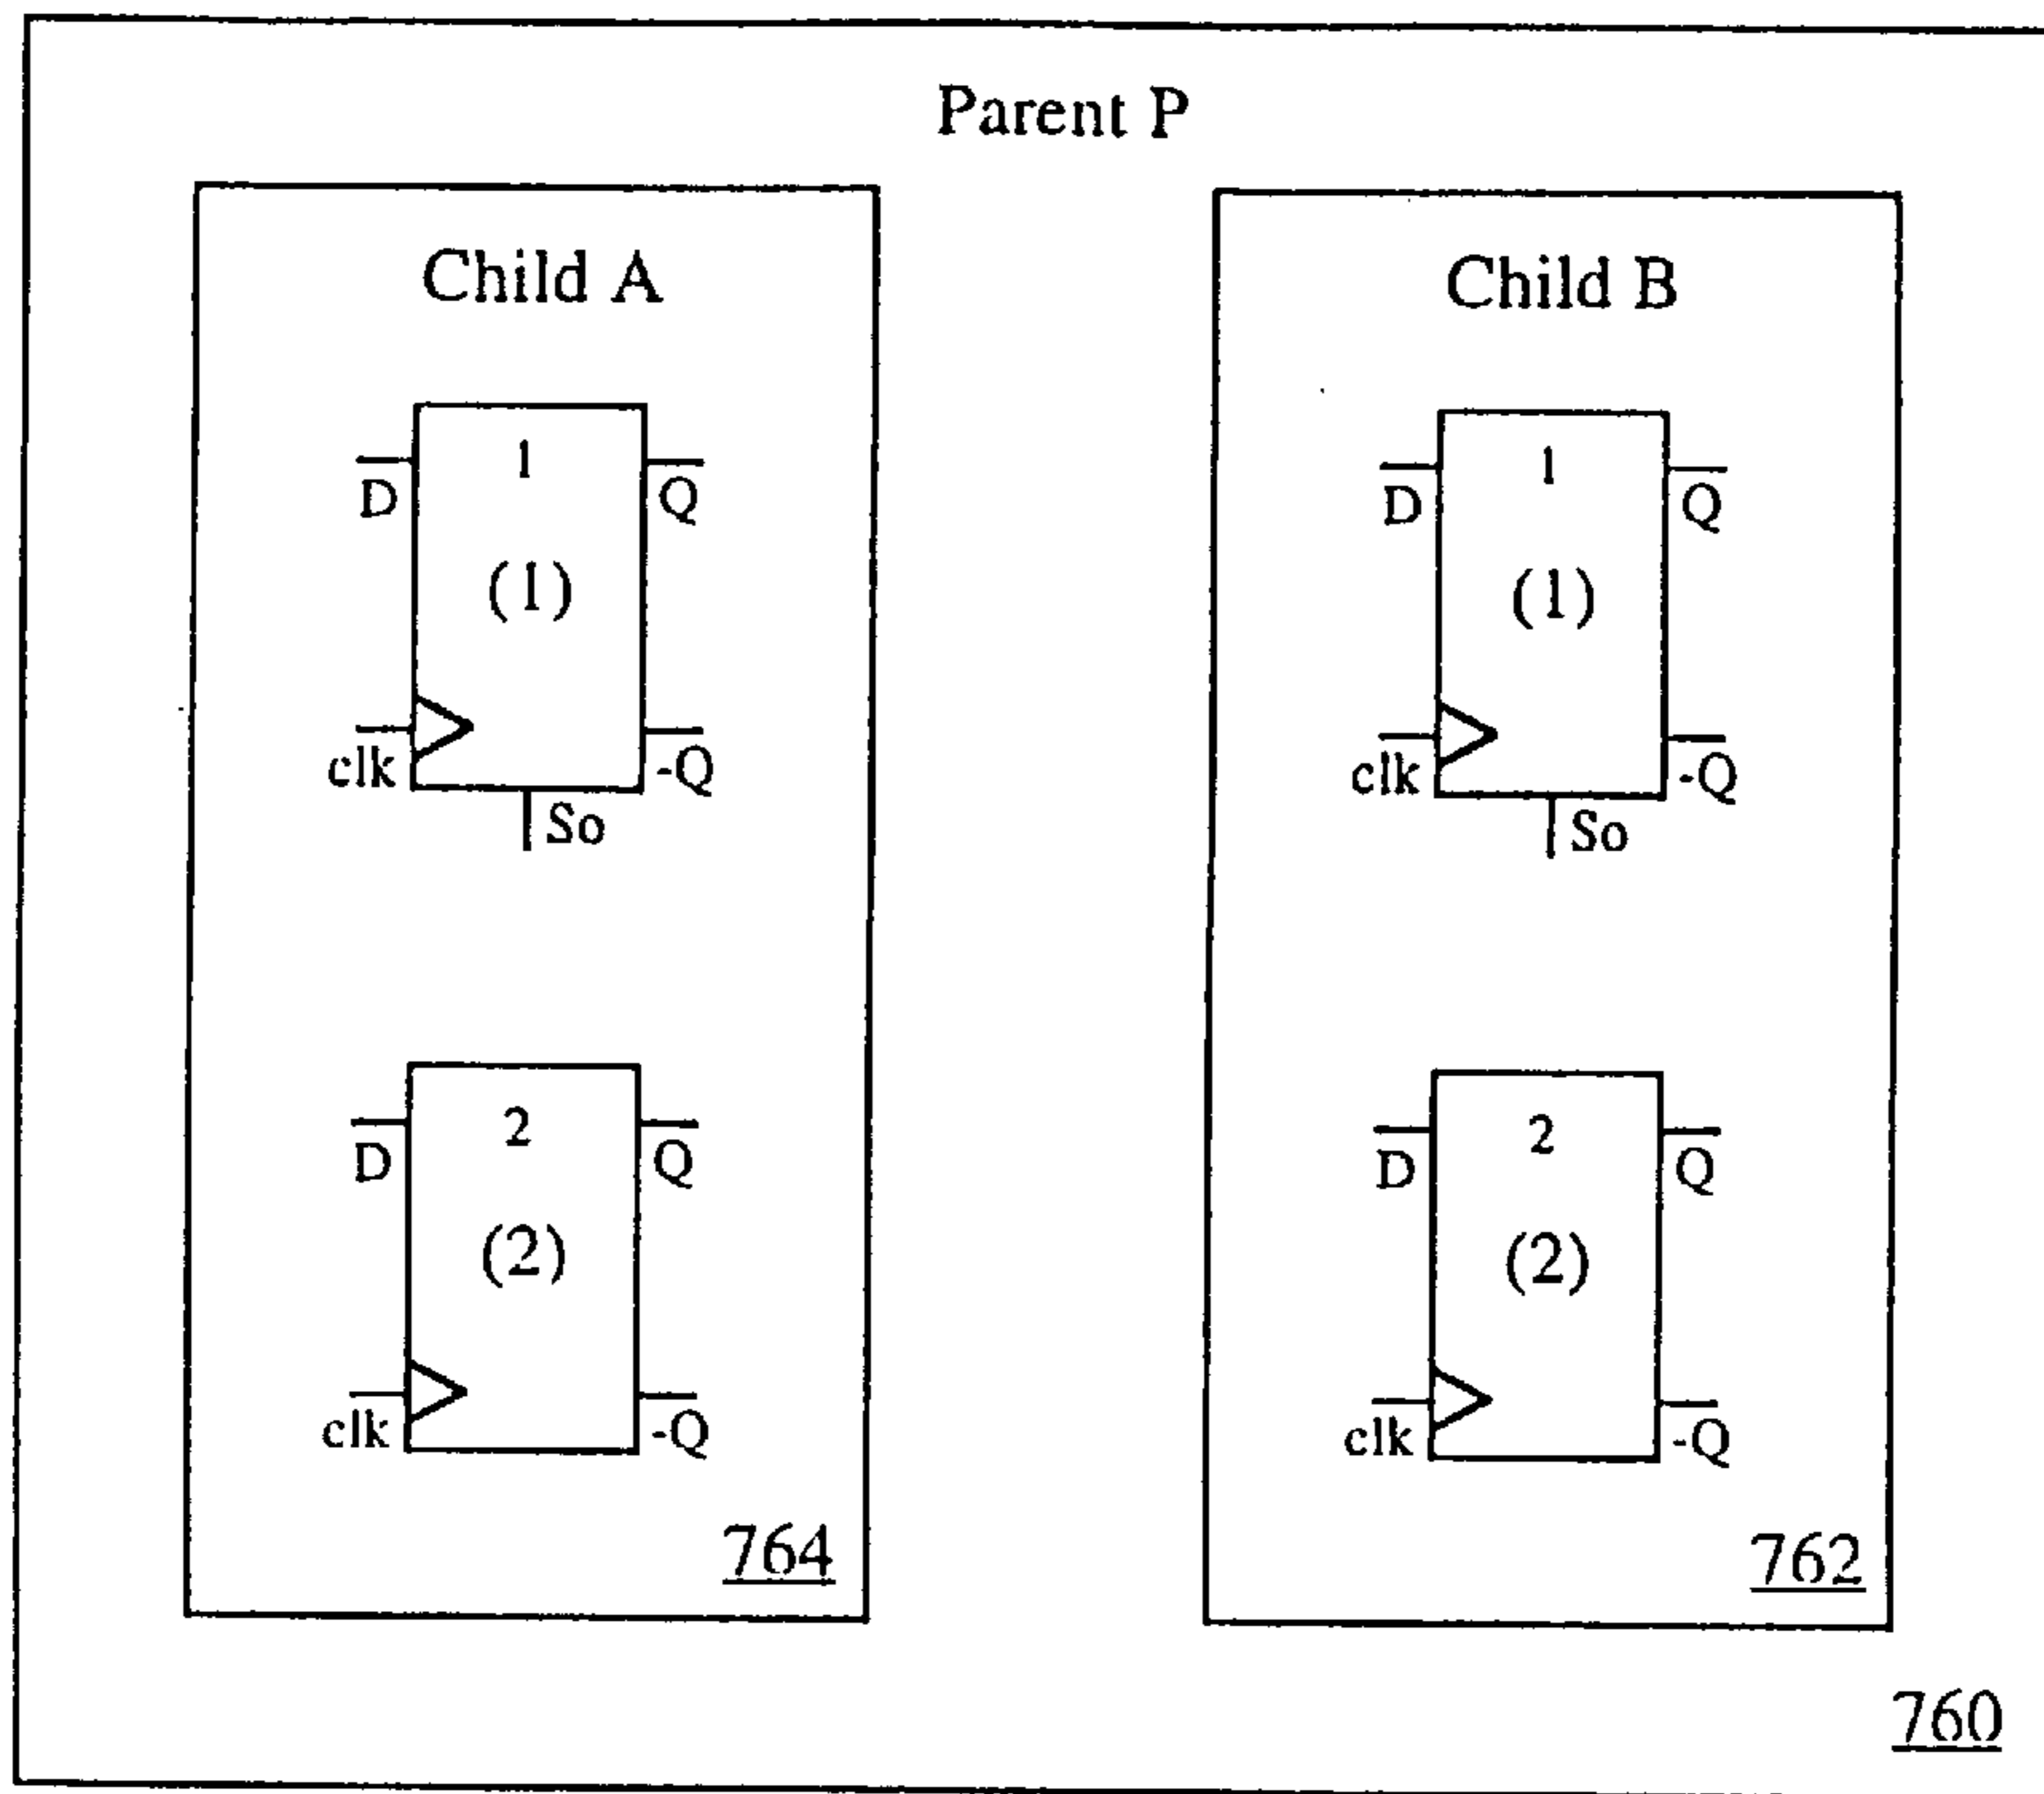 Parent P
Child A
1
D
Q
(1)
clk
-Q
So
2
D
Q
(2)
clk
-Q
764
Child B
1
D
Q
(1)
clk
-Q
So
2
D
Q
(2)
clk
-Q
762
760